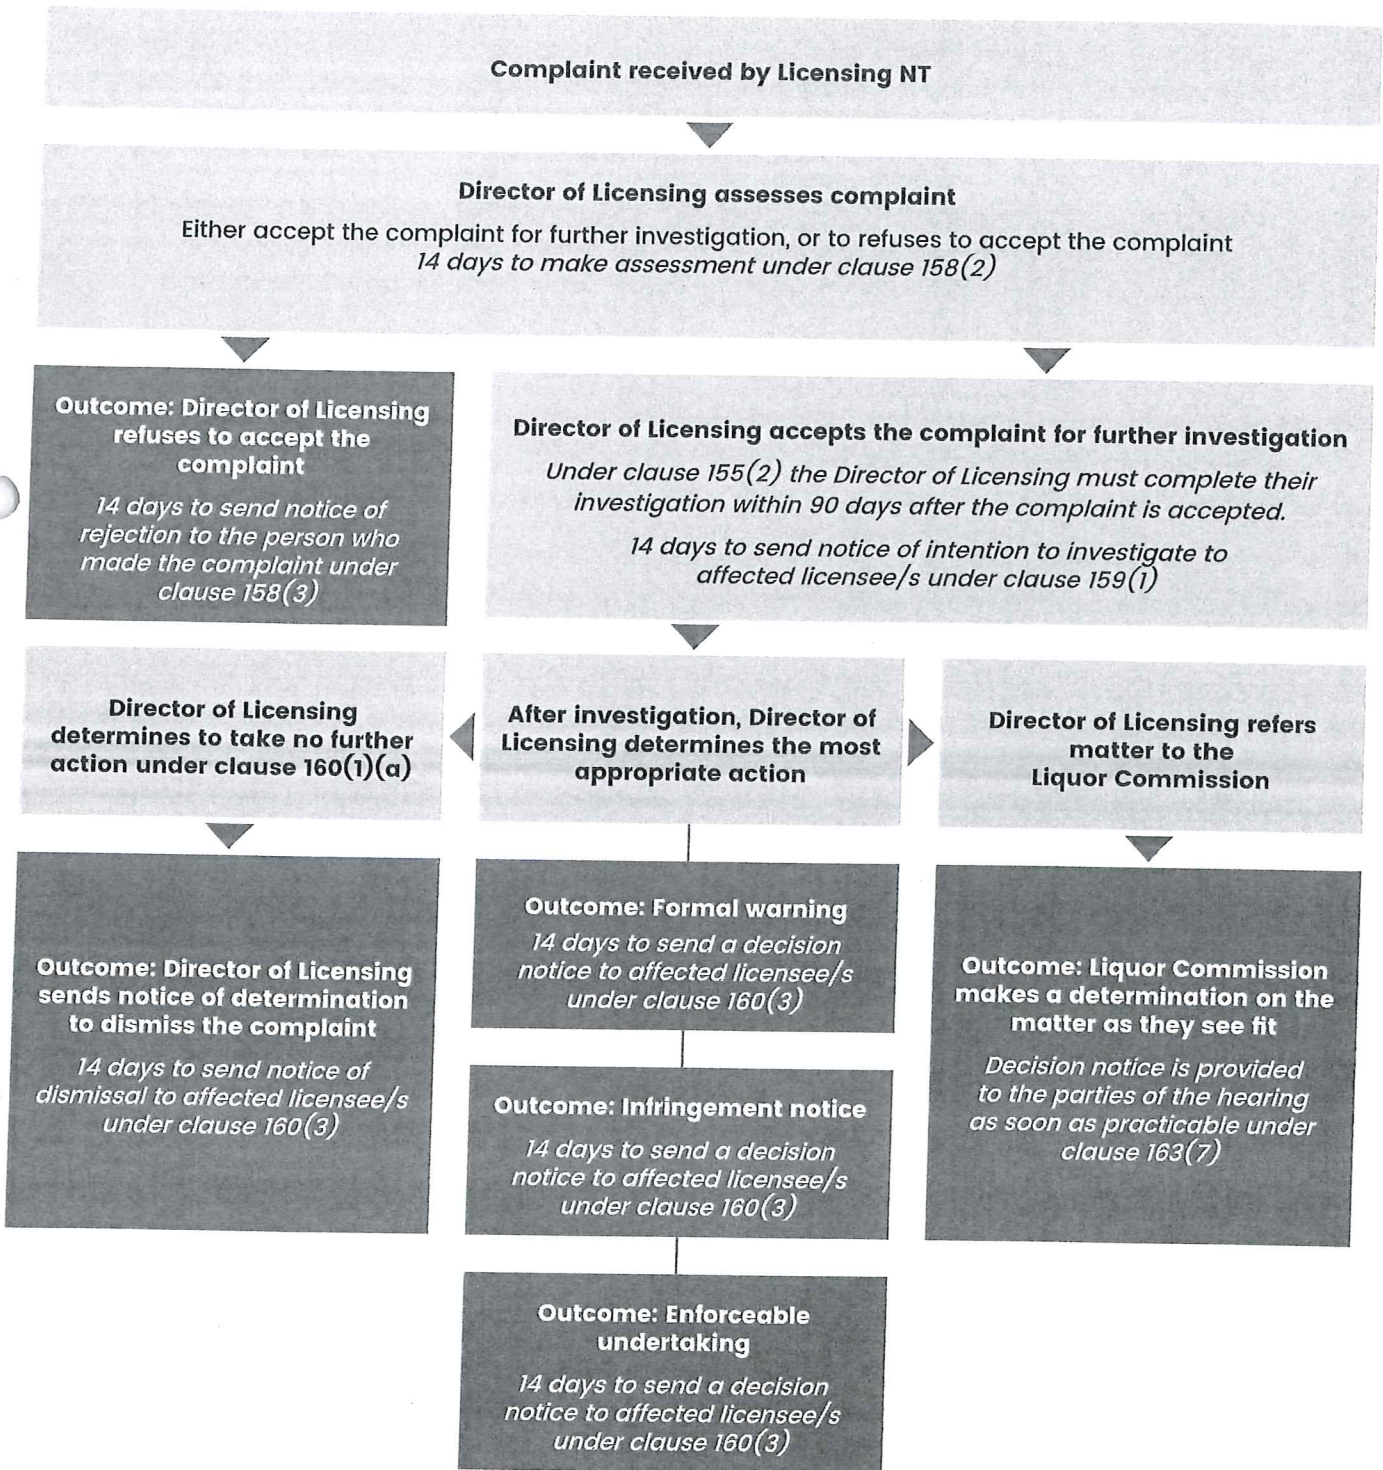 Complaint received by Licensing NT
Director of Licensing assesses complaint
Either accept the complaint for further investigation, or to refuses to accept the complaint
14 days to make assessment under clause 158(2)
Outcome: Director of Licensing
refuses to accept the
complaint
14 days to send notice of
rejection to the person who
made the complaint under
clause 158(3)
Director of Licensing accepts the complaint for further investigation
Under clause 155(2) the Director of Licensing must complete their
investigation within 90 days after the complaint is accepted.
14 days to send notice of intention to investigate to
affected licensee/s under clause 159(1)
Director of Licensing
determines to take no further
action under clause 160(1)(a)
After investigation, Director of
Licensing determines the most
appropriate action
Director of Licensing refers
matter to the
Liquor Commission
Outcome: Director of Licensing
sends notice of determination
to dismiss the complaint
14 days to send notice of
dismissal to affected licensee/s
under clause 160(3)
Outcome: Formal warning
14 days to send a decision
notice to affected licensee/s
under clause 160(3)
Outcome: Infringement notice
14 days to send a decision
notice to affected licensee/s
under clause 160(3)
Outcome: Enforceable
undertaking
14 days to send a decision
notice to affected licensee/s
under clause 160(3)
Outcome: Liquor Commission
makes a determination on the
matter as they see fit
Decision notice is provided
to the parties of the hearing
as soon as practicable under
clause 163(7)